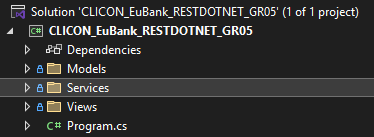 Solution 'CLICON_EuBank_RESTDOTNET_GR05' (1 of 1 project)
CLICON_EuBank_RESTDOTNET_GR05
Dependencies
Models
Services
Views
C# Program.cs